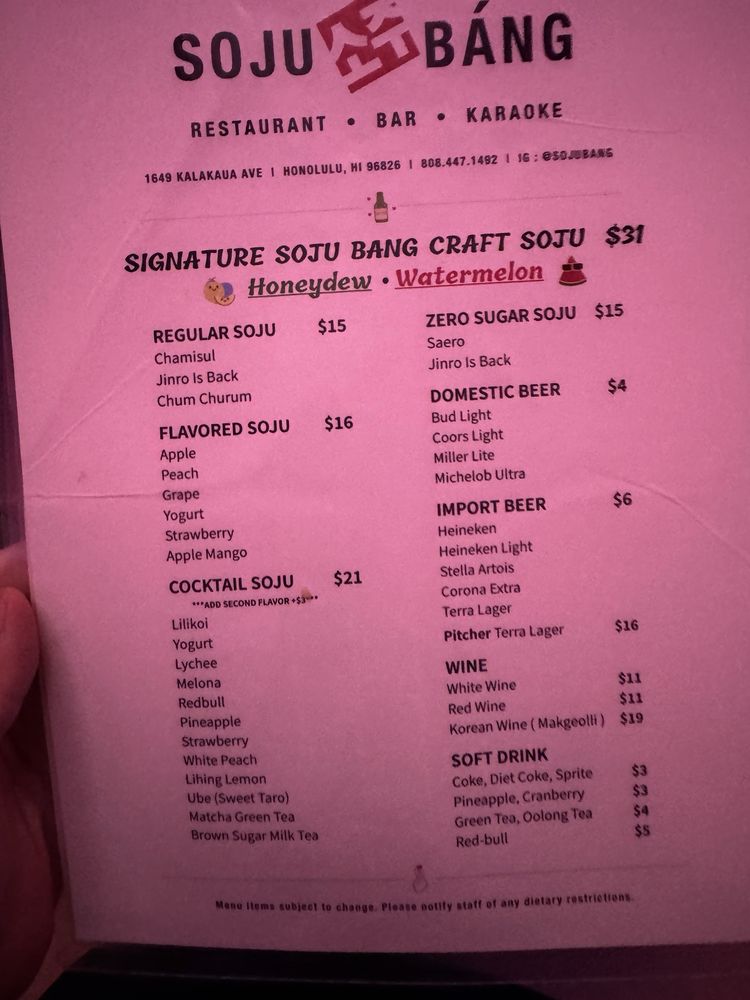 SOJU BÁNG
RESTAURANT • BAR • KARAOKE
1649 KALAKAUA AVE | HONOLULU, HI 96826 | 808.447.1492 | IG : @SOJUBANG
SIGNATURE SOJU BANG CRAFT SOJU $31
Honeydew • Watermelon
REGULAR SOJU $15
Chamisul
Jinro Is Back
Chum Churum
FLAVORED SOJU $16
Apple
Peach
Grape
Yogurt
Strawberry
Apple Mango
COCKTAIL SOJU $21
***ADD SECOND FLAVOR +$3***
Lilikoi
Yogurt
Lychee
Melona
Redbull
Pineapple
Strawberry
White Peach
Lihing Lemon
Ube (Sweet Taro)
Matcha Green Tea
Brown Sugar Milk Tea
ZERO SUGAR SOJU $15
Saero
Jinro Is Back
DOMESTIC BEER $4
Bud Light
Coors Light
Miller Lite
Michelob Ultra
IMPORT BEER $6
Heineken
Heineken Light
Stella Artois
Corona Extra
Terra Lager
Pitcher Terra Lager $16
WINE
White Wine $11
Red Wine $11
Korean Wine ( Makgeolli ) $19
SOFT DRINK
Coke, Diet Coke, Sprite $3
Pineapple, Cranberry $3
Green Tea, Oolong Tea $4
Red-bull $5
Menu items subject to change. Please notify staff of any dietary restrictions.